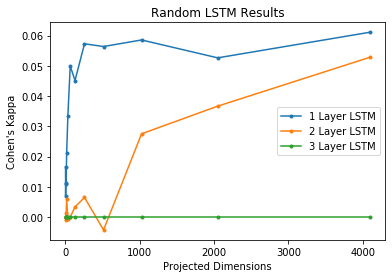 Random LSTM Results
0.06
0.05
0.04
0.03
0.02
0.01
0.00
Cohen's Kappa
1 Layer LSTM
2 Layer LSTM
3 Layer LSTM
0 1000 2000 3000 4000
Projected Dimensions